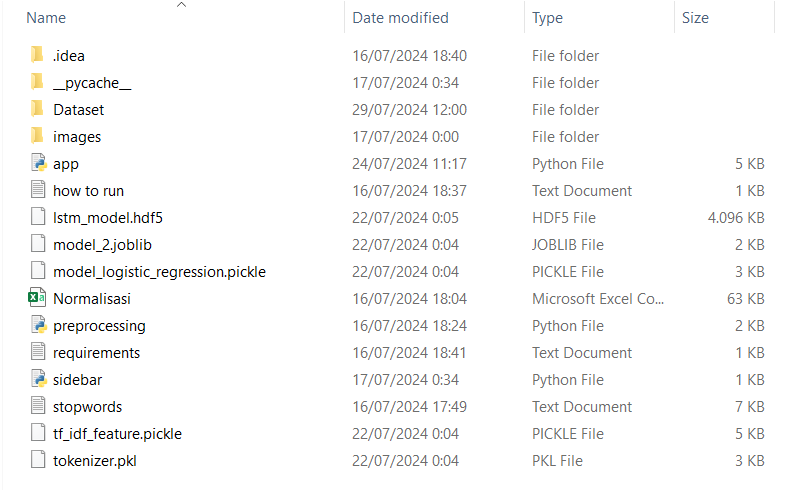 Name Date modified Type Size
.idea 16/07/2024 18:40 File folder
__pycache__ 17/07/2024 0:34 File folder
Dataset 29/07/2024 12:00 File folder
images 17/07/2024 0:00 File folder
app 24/07/2024 11:17 Python File 5 KB
how to run 16/07/2024 18:37 Text Document 1 KB
lstm_model.hdf5 22/07/2024 0:05 HDF5 File 4.096 KB
model_2.joblib 22/07/2024 0:04 JOBLIB File 2 KB
model_logistic_regression.pickle 22/07/2024 0:04 PICKLE File 3 KB
Normalisasi 16/07/2024 18:04 Microsoft Excel Co... 63 KB
preprocessing 16/07/2024 18:24 Python File 2 KB
requirements 16/07/2024 18:41 Text Document 1 KB
sidebar 17/07/2024 0:34 Python File 1 KB
stopwords 16/07/2024 17:49 Text Document 7 KB
tf_idf_feature.pickle 22/07/2024 0:04 PICKLE File 5 KB
tokenizer.pkl 22/07/2024 0:04 PKL File 3 KB